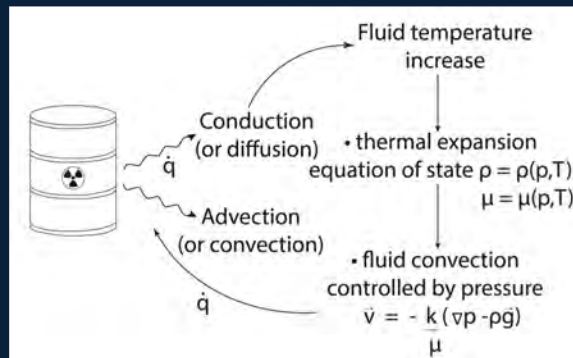 Fluid temperature
increase
Conduction
(or diffusion)
q̇
• thermal expansion
equation of state ρ = ρ(p,T)
μ = μ(p,T)
Advection
(or convection)
• fluid convection
controlled by pressure
v̇ = - k/μ (∇p -ρg⃗)
q̇